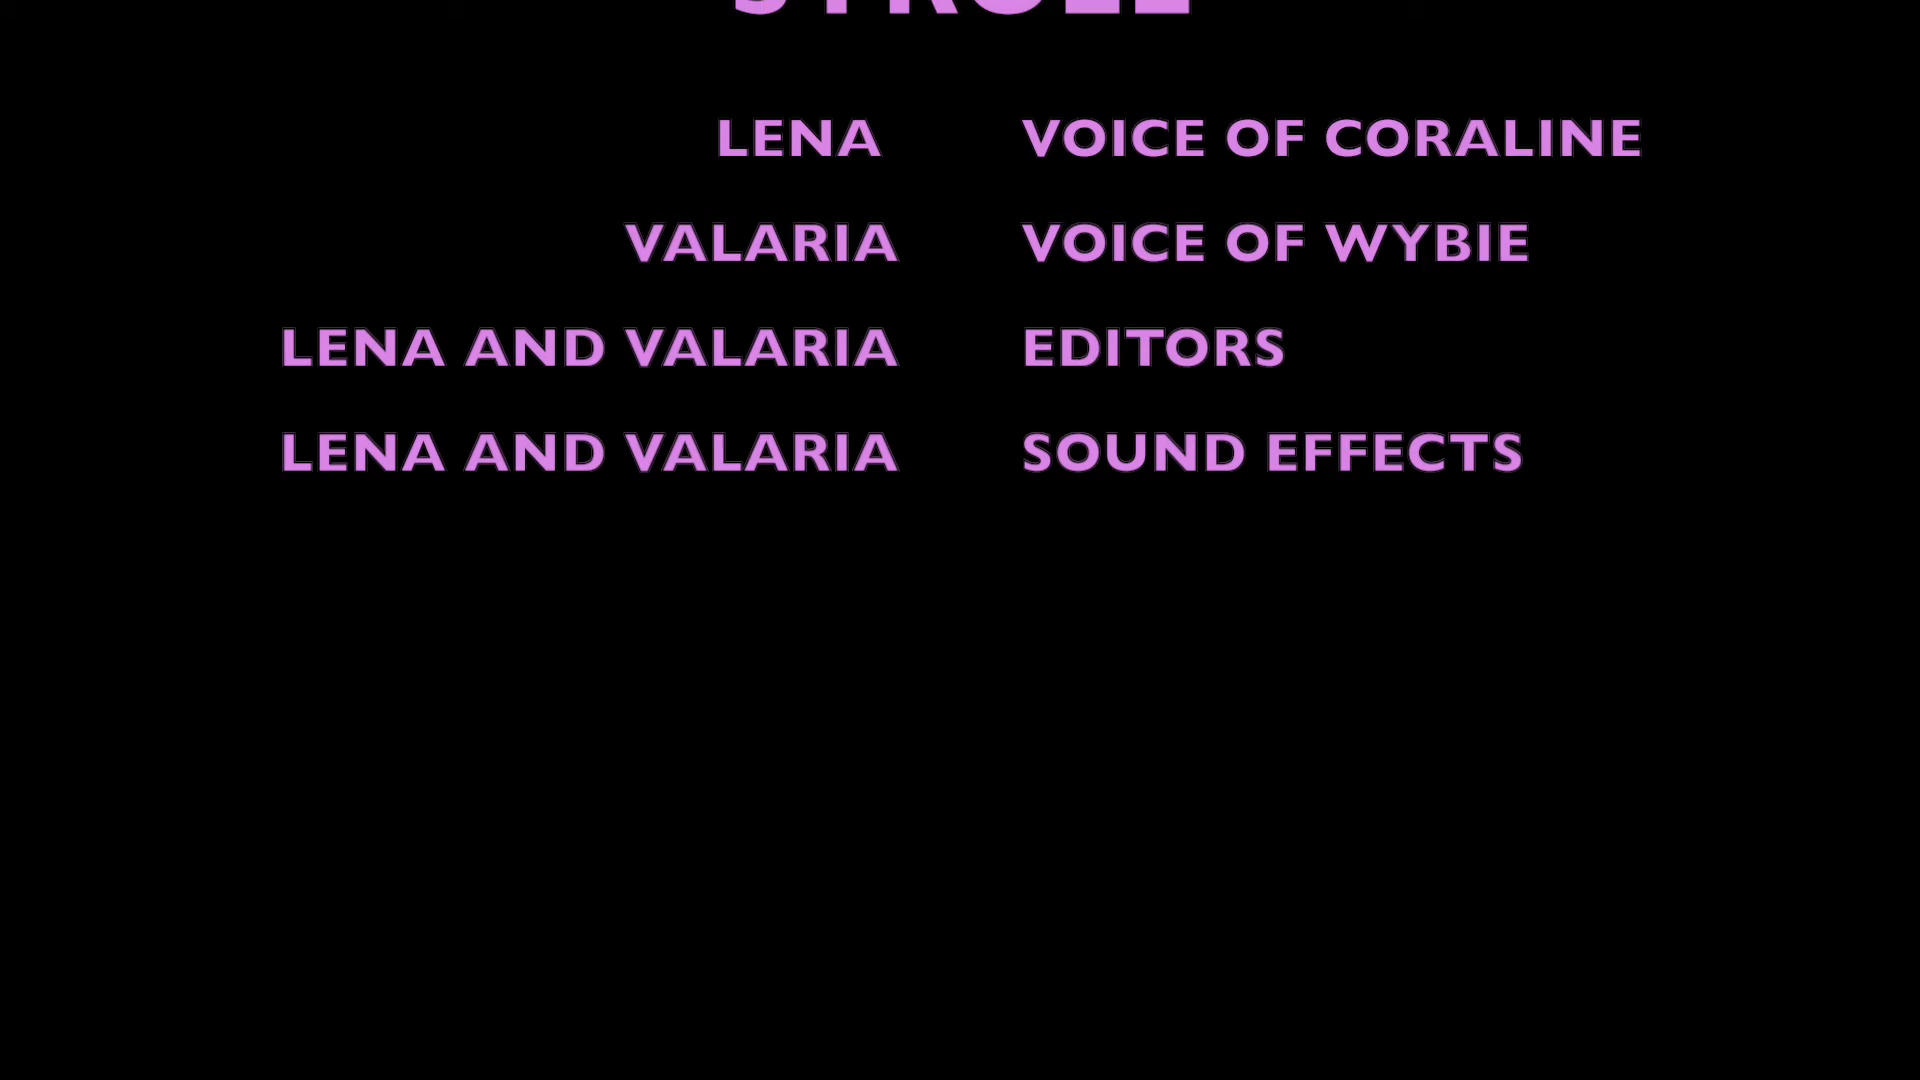 LENA VOICE OF CORALINE
VALARIA VOICE OF WYBIE
LENA AND VALARIA EDITORS
LENA AND VALARIA SOUND EFFECTS